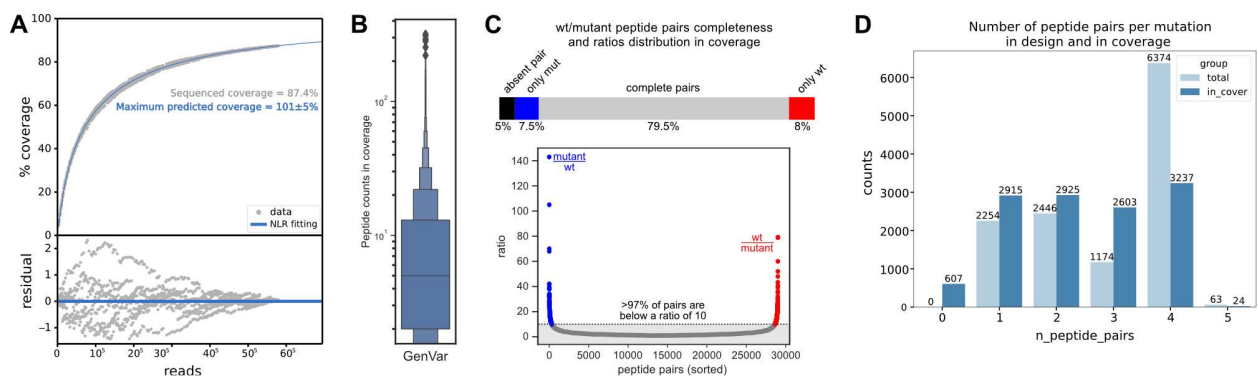 A
100
80
60
40
20
0
% coverage
Sequenced coverage = 87.4%
Maximum predicted coverage = 101±5%
data
NLR fitting
2
1
0
−1
residual
0
10⁵
20⁵
30⁵
40⁵
50⁵
60⁵
reads
B
Peptide counts in coverage
10²
10¹
GenVar
C
wt/mutant peptide pairs completeness
and ratios distribution in coverage
absent pair
only mut
complete pairs
only wt
5%
7.5%
79.5%
8%
mutant
wt
wt
mutant
140
120
100
80
60
40
20
0
ratio
>97% of pairs are
below a ratio of 10
0
5000
10000
15000
20000
25000
30000
peptide pairs (sorted)
D
Number of peptide pairs per mutation
in design and in coverage
group
total
in_cover
6000
5000
4000
3000
2000
1000
0
counts
0
607
2254
2915
2446
2925
1174
2603
6374
3237
63
24
0
1
2
3
4
5
n_peptide_pairs